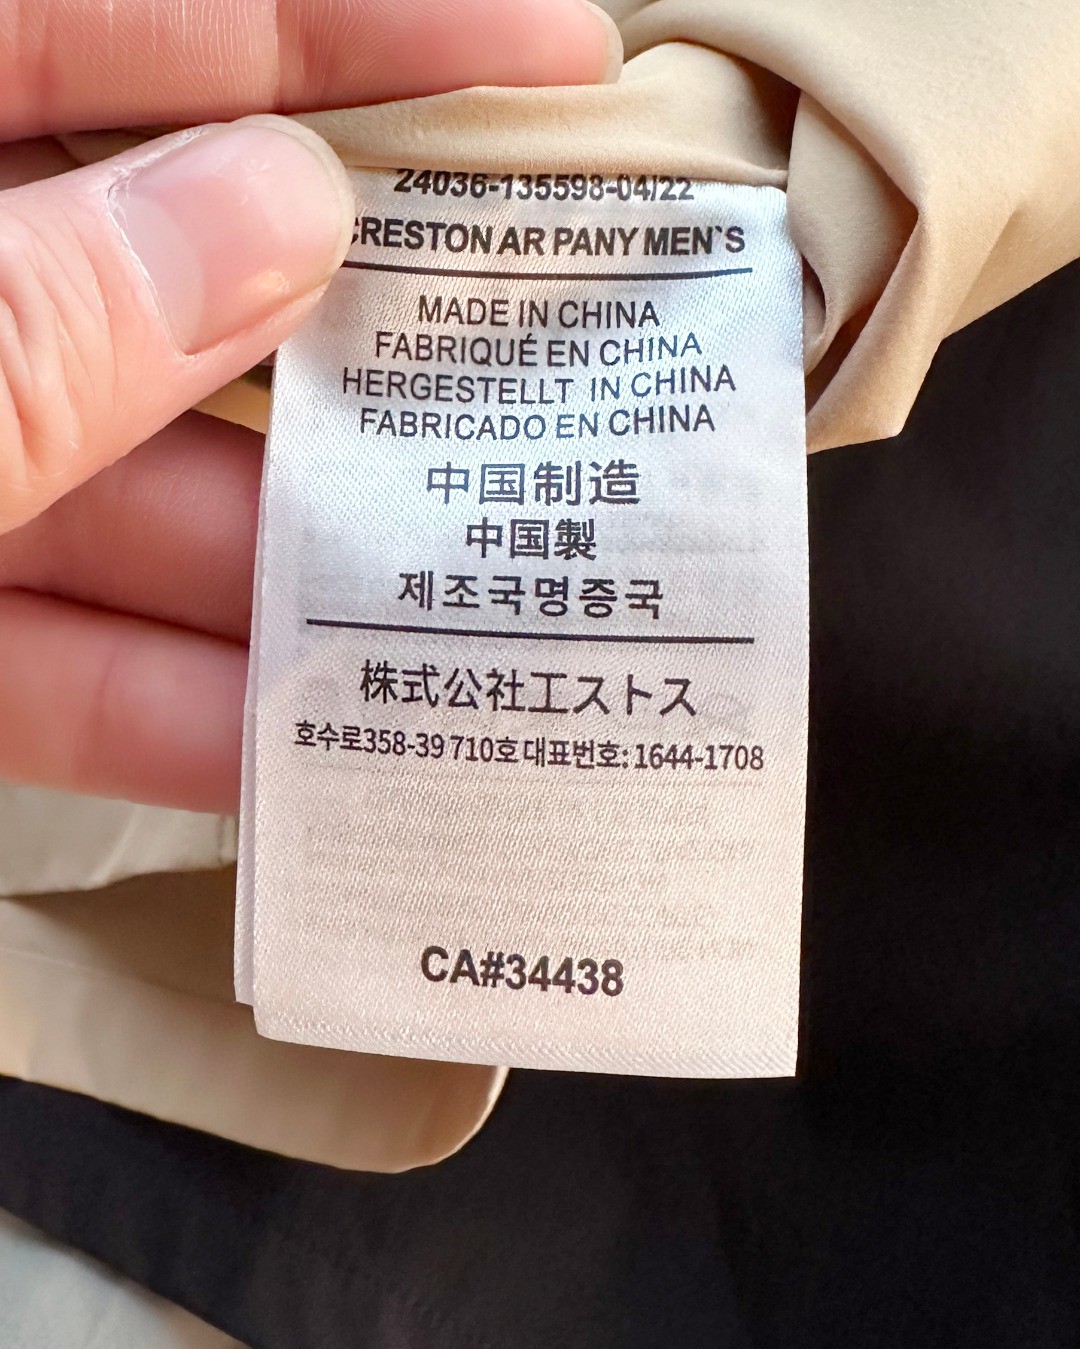 24036-135598-04/22
CRESTON AR PANY MEN`S
MADE IN CHINA
FABRIQUÉ EN CHINA
HERGESTELLT IN CHINA
FABRICADO EN CHINA
中国制造
中国製
제조국명증국
株式公社工ストス
호수로358-39 710호 대표번호: 1644-1708
CA#34438